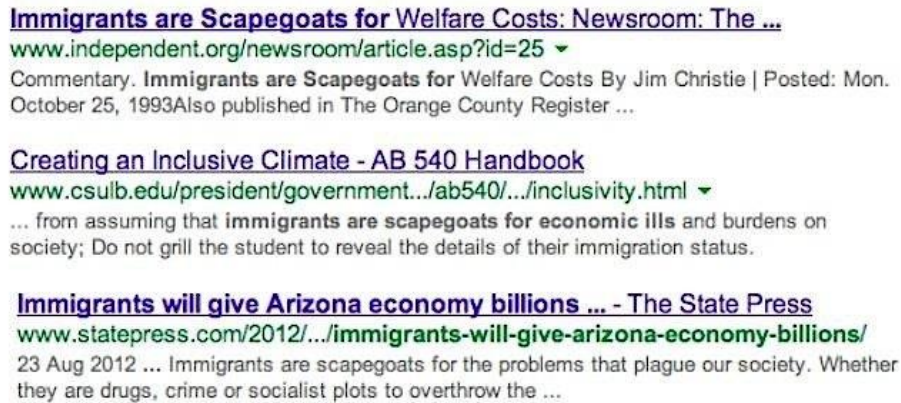 Immigrants are Scapegoats for Welfare Costs: Newsroom: The ...
www.independent.org/newsroom/article.asp?id=25
Commentary. Immigrants are Scapegoats for Welfare Costs By Jim Christie | Posted: Mon.
October 25, 1993Also published in The Orange County Register ...
Creating an Inclusive Climate - AB 540 Handbook
www.csulb.edu/president/government.../ab540/.../inclusivity.html
... from assuming that immigrants are scapegoats for economic ills and burdens on
society; Do not grill the student to reveal the details of their immigration status.
Immigrants will give Arizona economy billions ... - The State Press
www.statepress.com/2012/.../immigrants-will-give-arizona-economy-billions/
23 Aug 2012 ... Immigrants are scapegoats for the problems that plague our society. Whether
they are drugs, crime or socialist plots to overthrow the ...